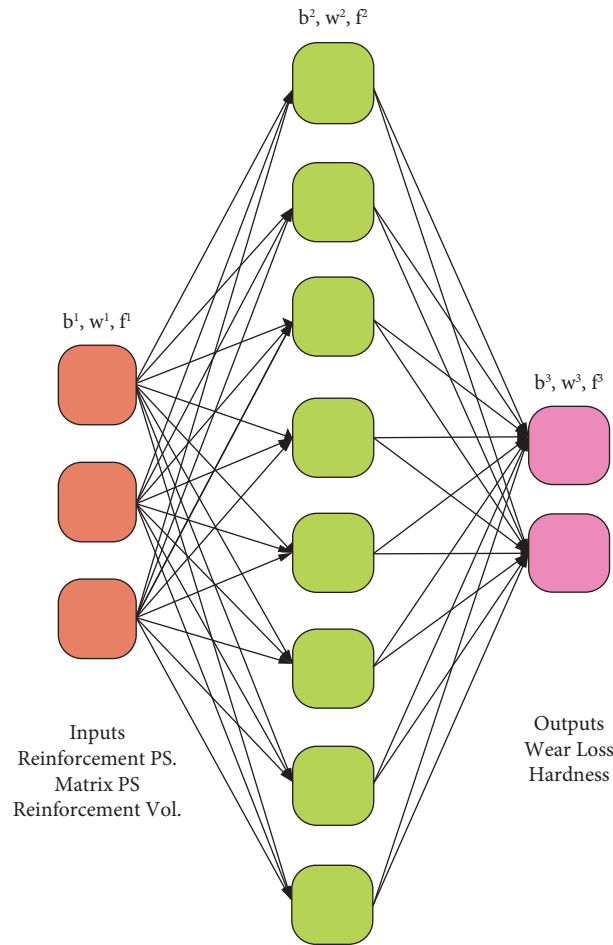 b², w², f²
b¹, w¹, f¹
b³, w³, f³
Inputs
Reinforcement PS.
Matrix PS
Reinforcement Vol.
Outputs
Wear Loss
Hardness